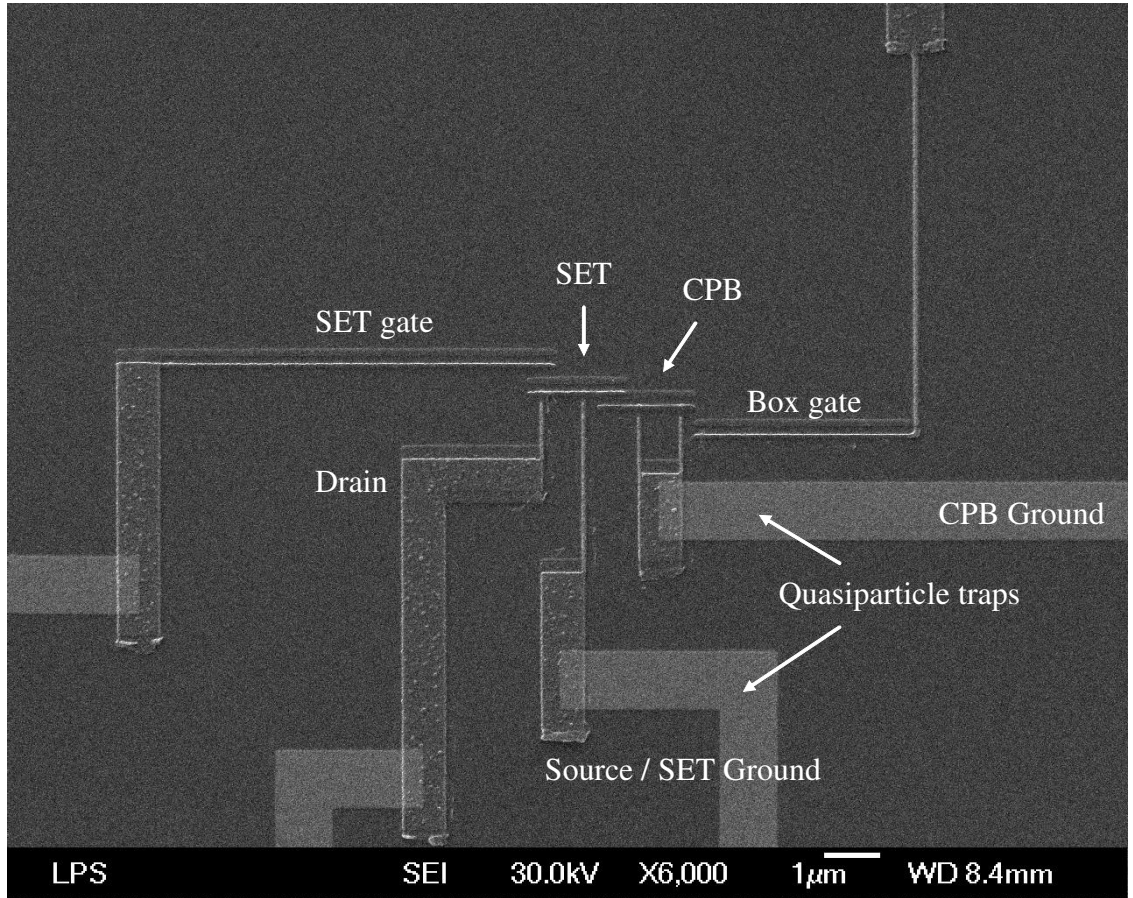 SET
CPB
SET gate
Box gate
Drain
CPB Ground
Quasiparticle traps
Source / SET Ground
LPS SEI 30.0kV X6,000 1μm WD 8.4mm